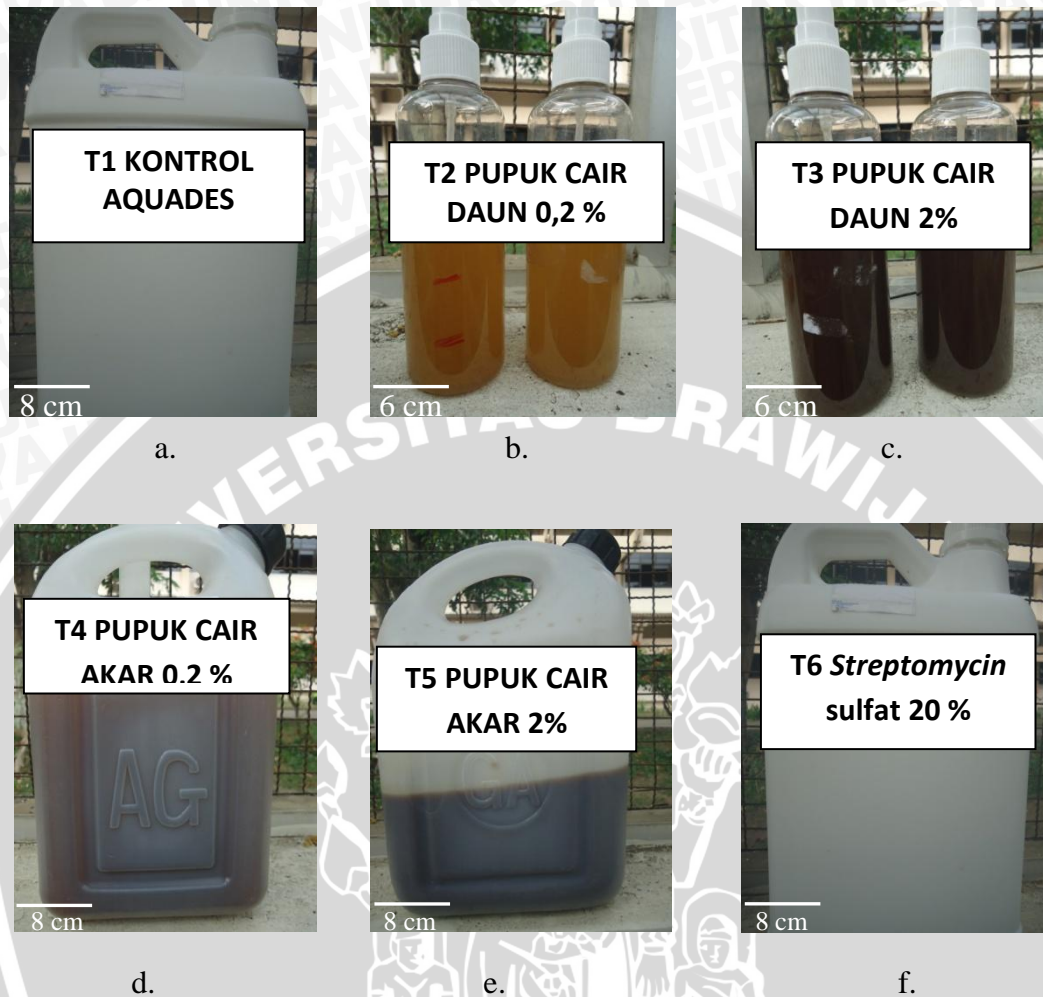 T1 KONTROL
AQUADES
8 cm
a.
T2 PUPUK CAIR
DAUN 0,2 %
6 cm
b.
T3 PUPUK CAIR
DAUN 2%
6 cm
c.
UNIVERSITAS BRAWIJ
T4 PUPUK CAIR
AKAR 0.2 %
AG
8 cm
d.
T5 PUPUK CAIR
AKAR 2%
8 cm
e.
T6 Streptomycin
sulfat 20 %
8 cm
f.